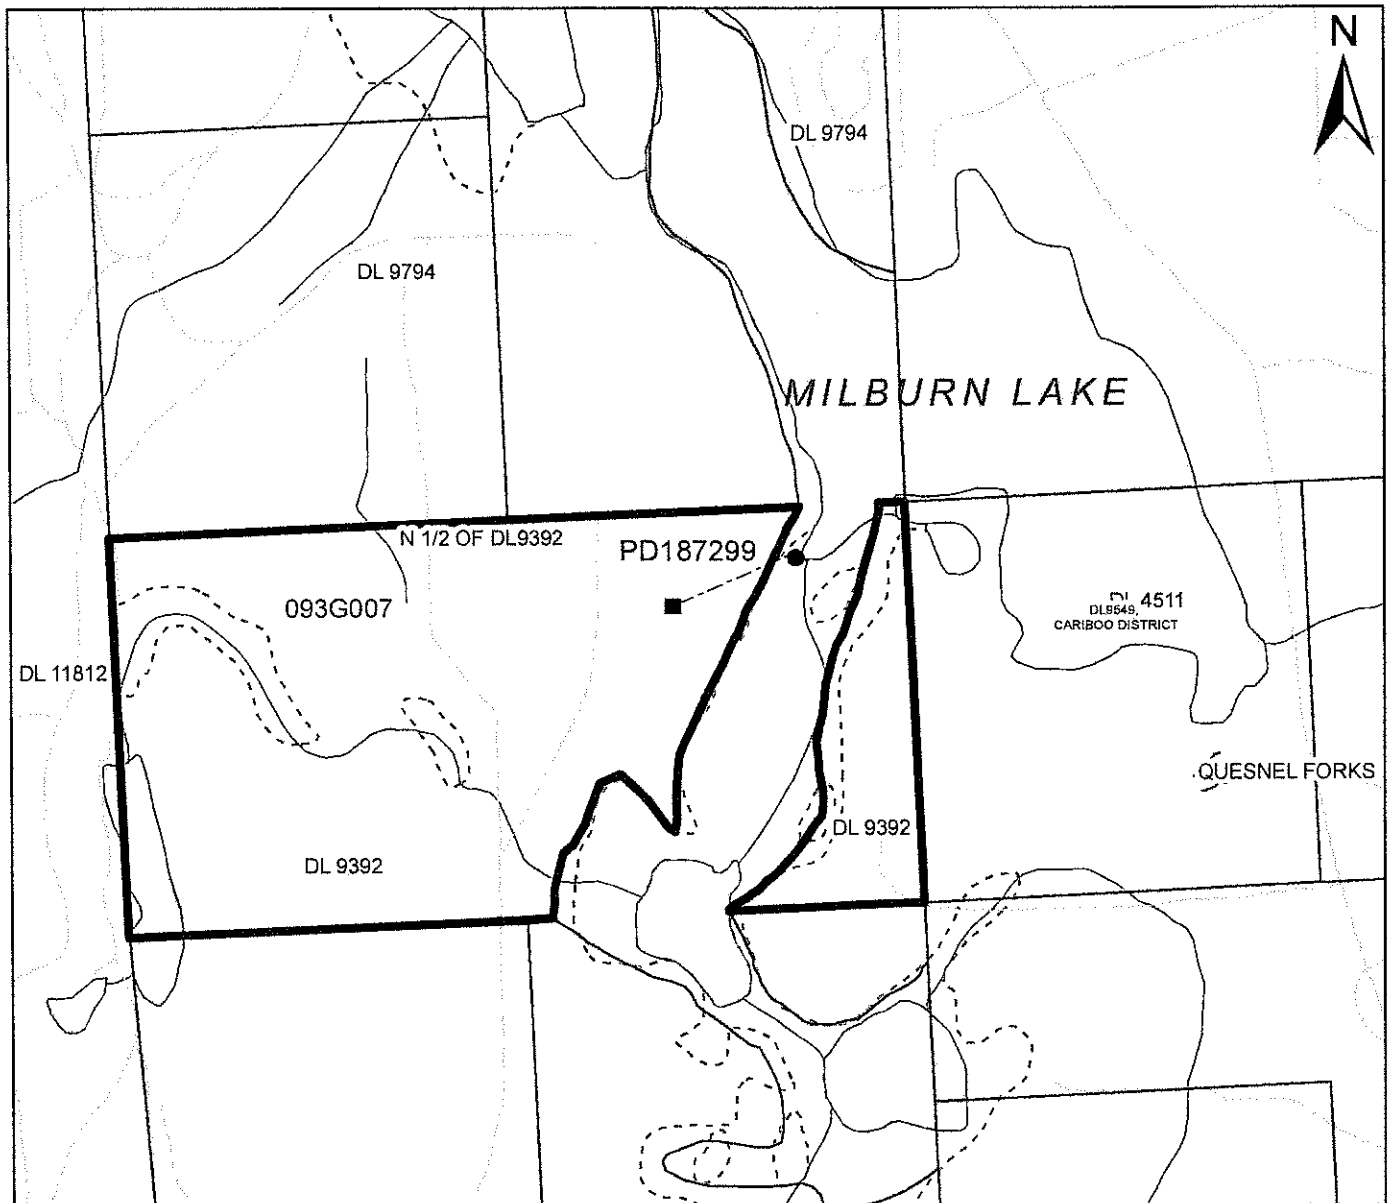 N
DL 9794
DL 9794
MILBURN LAKE
N 1/2 OF DL9392
PD187299
093G007
DL 4511
DL9549,
CARIBOO DISTRICT
DL 11812
QUESNEL FORKS
DL 9392
DL 9392